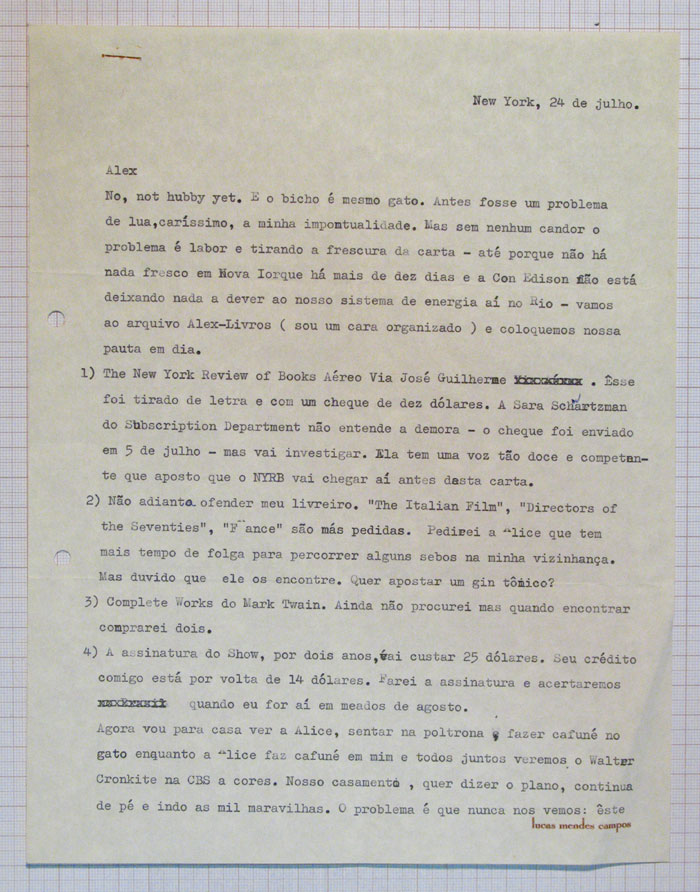 New York, 24 de julho.
Alex
No, not hubby yet. E o bicho é mesmo gato. Antes fosse um problema
de lua,caríssimo, a minha impontualidade. Mas sem nenhum candor o
problema é labor e tirando a frescura da carta - até porque não há
nada fresco em Nova Iorque há mais de dez dias e a Con Edison não está
deixando nada a dever ao nosso sistema de energia aí no Rio - vamos
ao arquivo Alex-Livros ( sou um cara organizado ) e coloquemos nossa
pauta em dia.
1) The New York Review of Books Aéreo Via José Guilherme . Êsse
foi tirado de letra e com um cheque de dez dólares. A Sara
do Subscription Department não entende a demora - o cheque foi enviado
em 5 de julho - mas vai investigar. Ela tem uma voz tão doce e competan-
te que aposto que o NYRB vai chegar aí antes desta carta.
2) Não adianta ofender meu livreiro. "The Italian Film", "Directors of
the Seventies", são más pedidas. Pedirei a Alice que tem
mais tempo de folga para percorrer alguns sebos na minha vizinhança.
Mas duvido que ele os encontre. Quer apostar um gin tônico?
3) Complete Works do Mark Twain. Ainda não procurei mas quando encontrar
comprarei dois.
4) A assinatura do Show, por dois anos,vai custar 25 dólares. Seu crédito
comigo está por volta de 14 dólares. Farei a assinatura e acertaremos
quando eu for aí em meados de agosto.
Agora vou para casa ver a Alice, sentar na poltrona e fazer cafuné no
gato enquanto a Alice faz cafuné em mim e todos juntos veremos o Walter
Cronkite na CBS a cores. Nosso casamento , quer dizer o plano, continua
de pé e indo as mil maravilhas. O problema é que nunca nos vemos: êste
lucas mendes campos